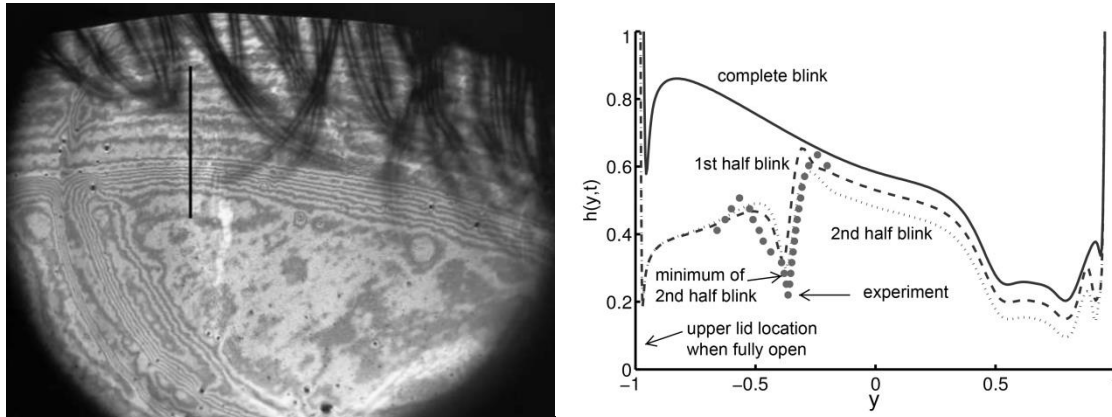 1
complete blink
0.8
1st half blink
0.6
h(y,t)
2nd half blink
0.4
minimum of
2nd half blink
experiment
0.2
upper lid location
when fully open
0
-1
-0.5
0
0.5
y